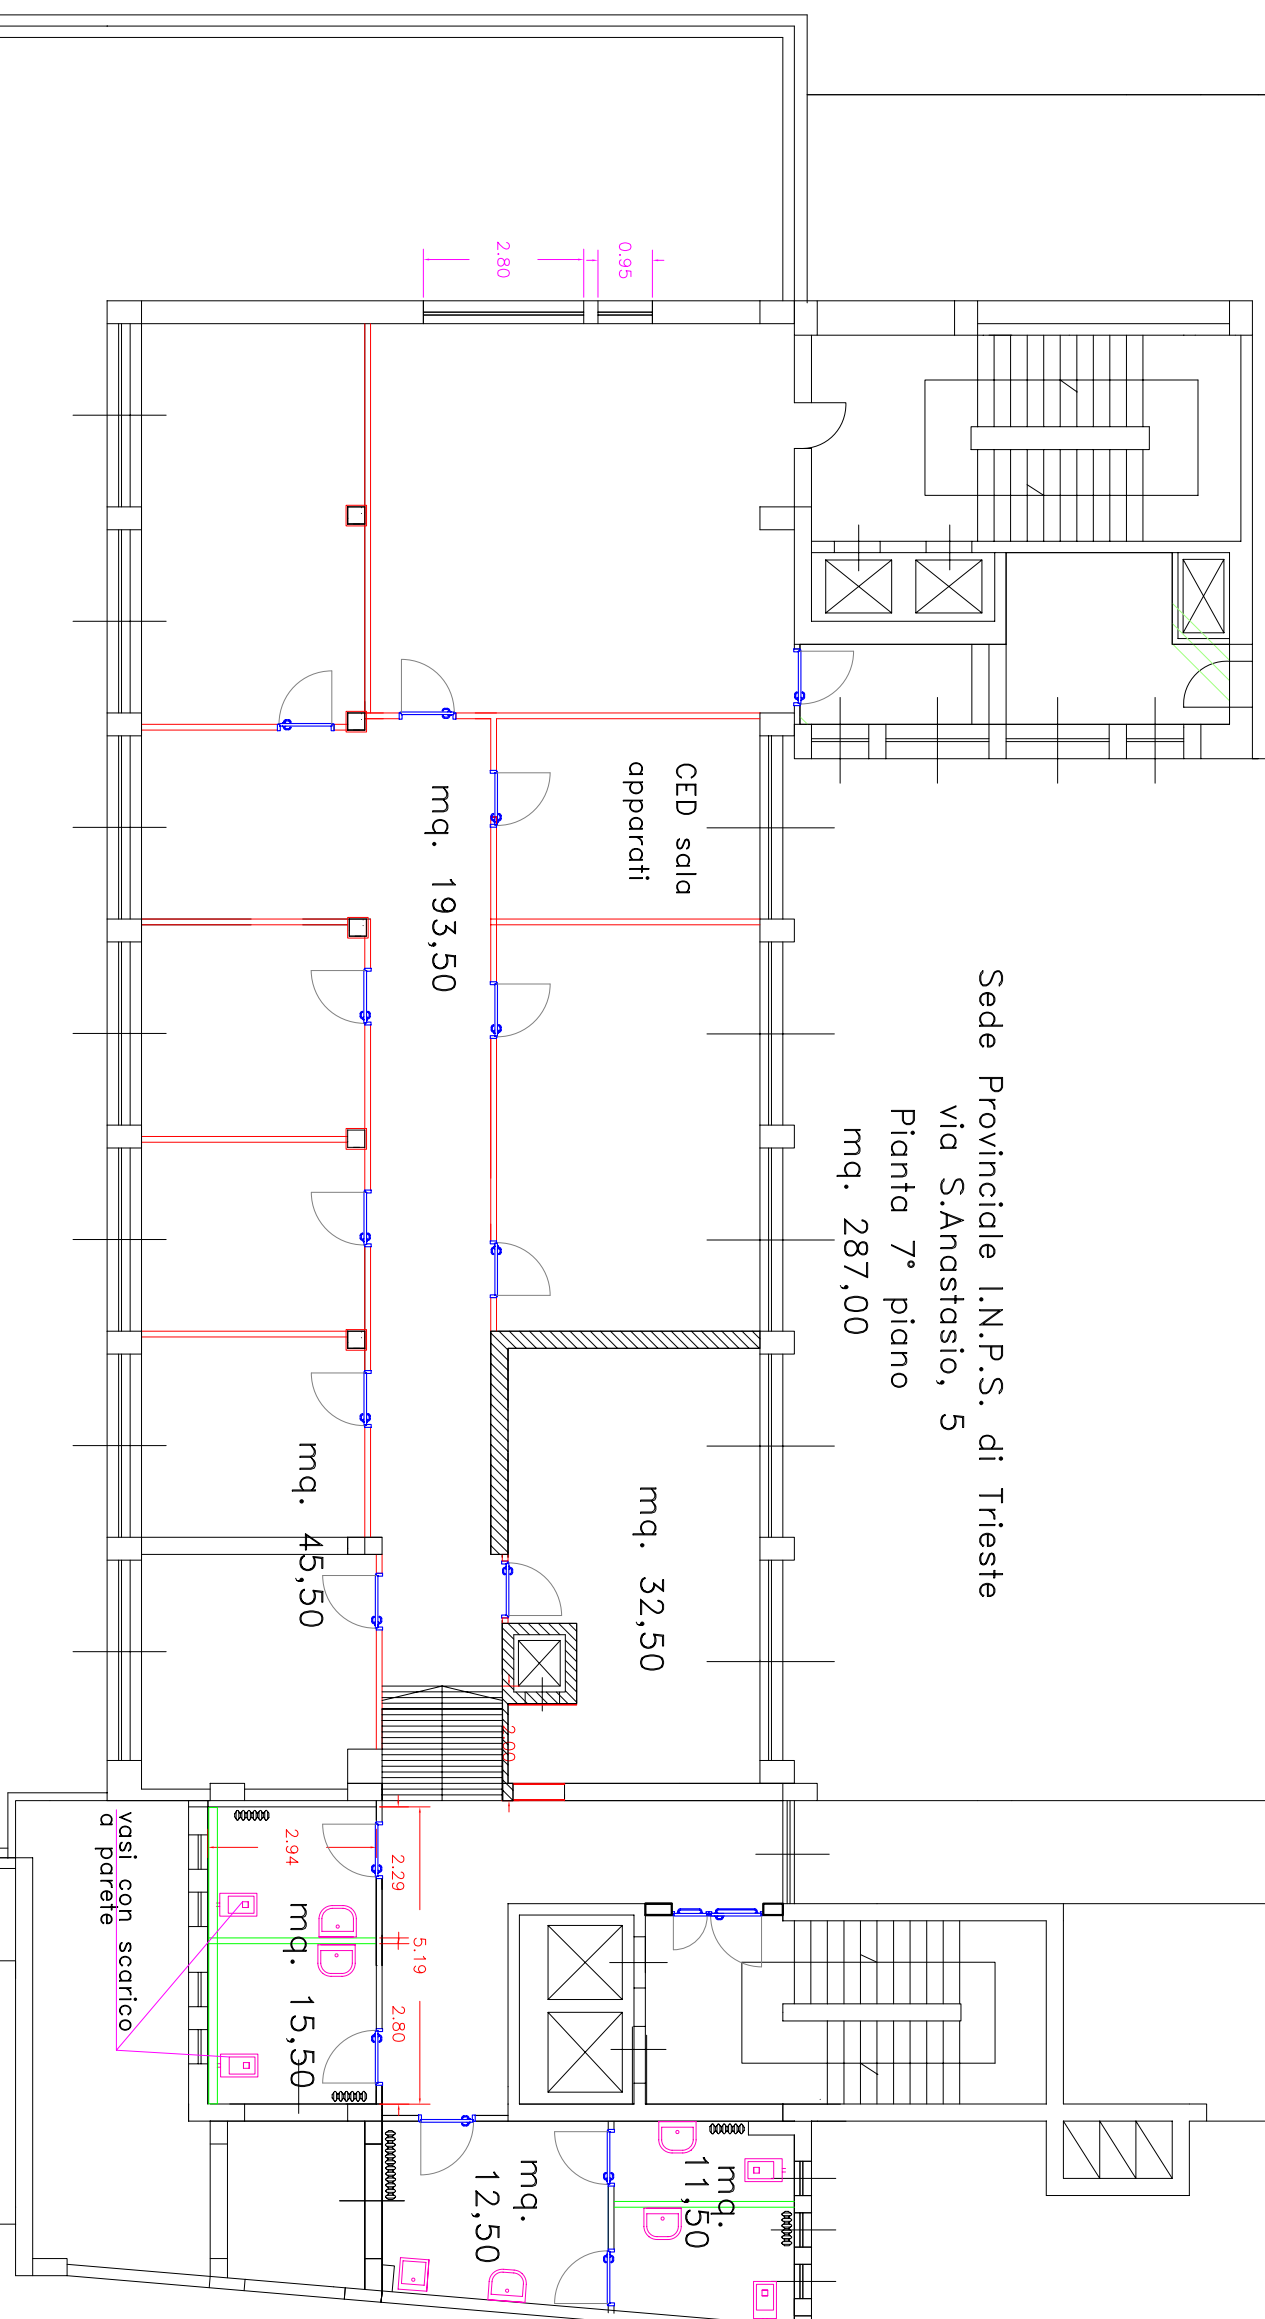 Sede Provinciale I.N.P.S. di Trieste
via S.Anastasio, 5
Pianta 7° piano
mq. 287,00
0.95
2.80
CED sala
apparati
mq. 193,50
mq. 32,50
mq. 45,50
2.00
2.94
2.29
5.19
2.80
mq. 15,50
vasi con scarico
a parete
mq.
11,50
mq.
12,50